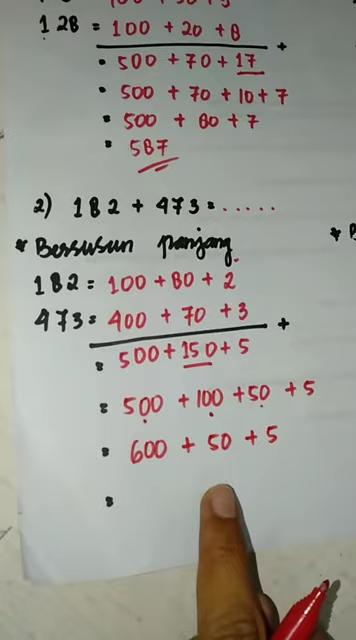 128 = 100 + 20 + 8
+
= 500 + 70 + 17
= 500 + 70 + 10 + 7
= 500 + 80 + 7
= 587
2) 182 + 473 = ......
* Bersusun panjang
182 = 100 + 80 + 2
473 = 400 + 70 + 3
+
= 500 + 150 + 5
= 500 + 100 + 50 + 5
= 600 + 50 + 5
=